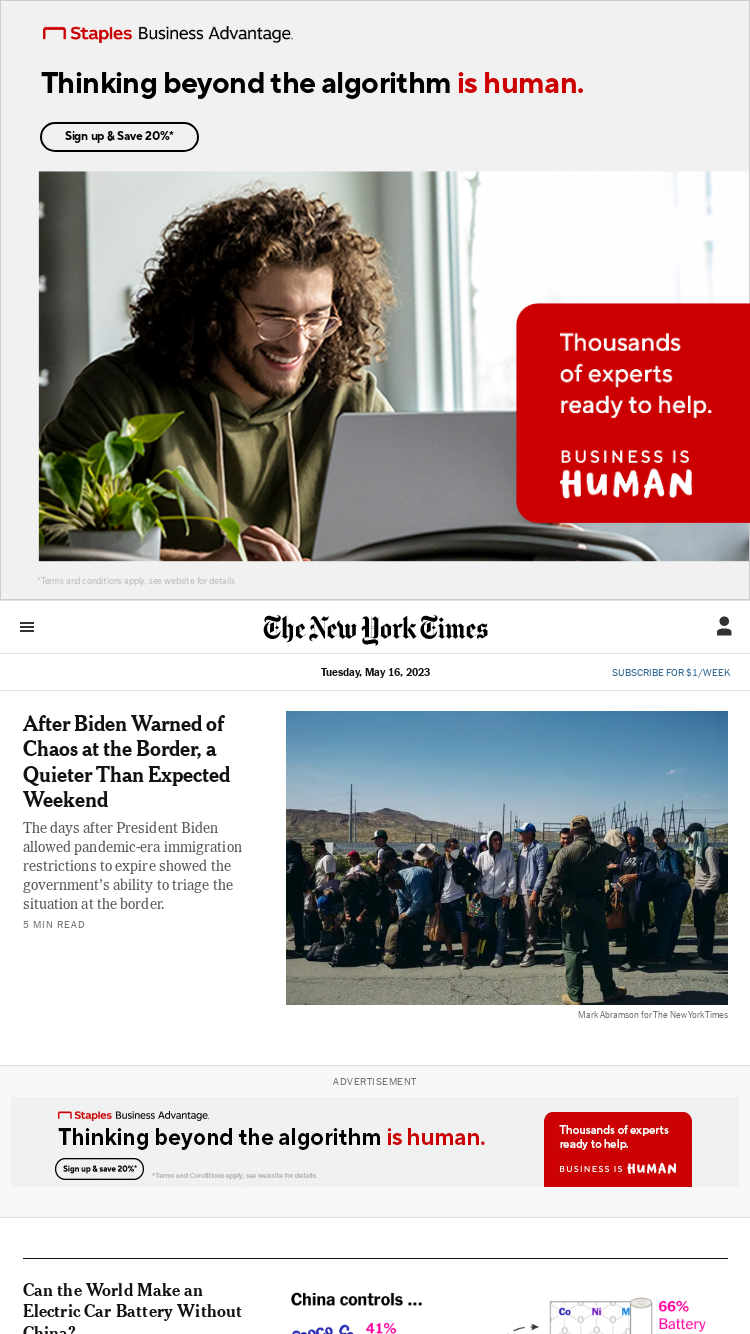 Staples Business Advantage.
Thinking beyond the algorithm is human.
Sign up & Save 20%*
Thousands
of experts
ready to help.
BUSINESS IS
HUMAN
*Terms and conditions apply, see website for details
The New York Times
Tuesday, May 16, 2023
SUBSCRIBE FOR $1/WEEK
After Biden Warned of
Chaos at the Border, a
Quieter Than Expected
Weekend
The days after President Biden
allowed pandemic-era immigration
restrictions to expire showed the
government’s ability to triage the
situation at the border.
5 MIN READ
Mark Abramson for The New York Times
ADVERTISEMENT
Staples Business Advantage.
Thinking beyond the algorithm is human.
Sign up & save 20%*
*Terms and Conditions apply, see website for details
Thousands of experts
ready to help.
BUSINESS IS HUMAN
Can the World Make an
Electric Car Battery Without
China?
China controls ...
41%
Co Ni M
66%
Battery